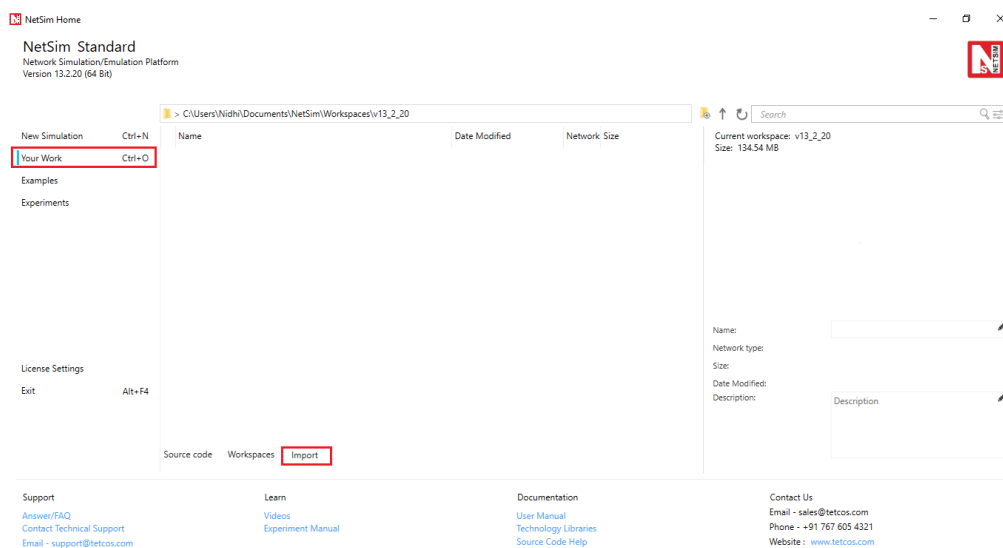 NetSim Home
NetSim Standard
Network Simulation/Emulation Platform
Version 13.2.20 (64 Bit)
NETSIM
> C:\Users\Nidhi\Documents\NetSim\Workspaces\v13_2_20
Search
New Simulation Ctrl+N
Your Work Ctrl+O
Examples
Experiments
License Settings
Exit Alt+F4
Name Date Modified Network Size
Source code Workspaces Import
Current workspace: v13_2_20
Size: 134.54 MB
Name:
Network type:
Size:
Date Modified:
Description: Description
Support
Answer/FAQ
Contact Technical Support
Email - support@tetcos.com
Learn
Videos
Experiment Manual
Documentation
User Manual
Technology Libraries
Source Code Help
Contact Us
Email - sales@tetcos.com
Phone - +91 767 605 4321
Website : www.tetcos.com